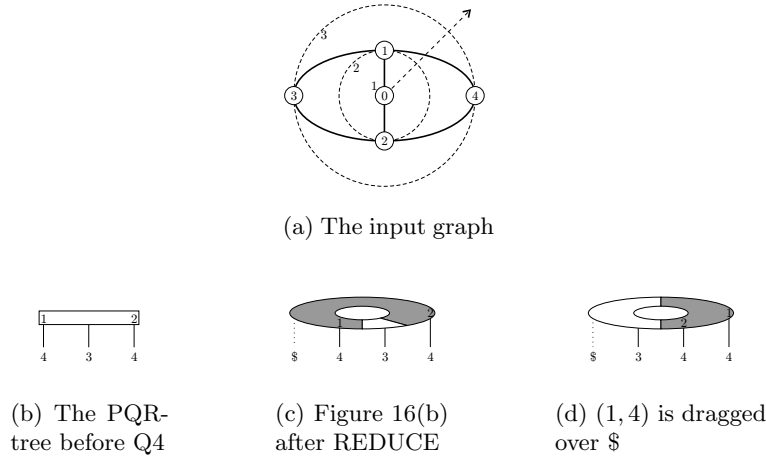 3
1
2
1
3
0
4
2
(a) The input graph
1 2
4 3 4
2
1
$ 4 3 4
1
2
$ 3 4 4
(b) The PQR-
tree before Q4
(c) Figure 16(b)
after REDUCE
(d) (1, 4) is dragged
over $